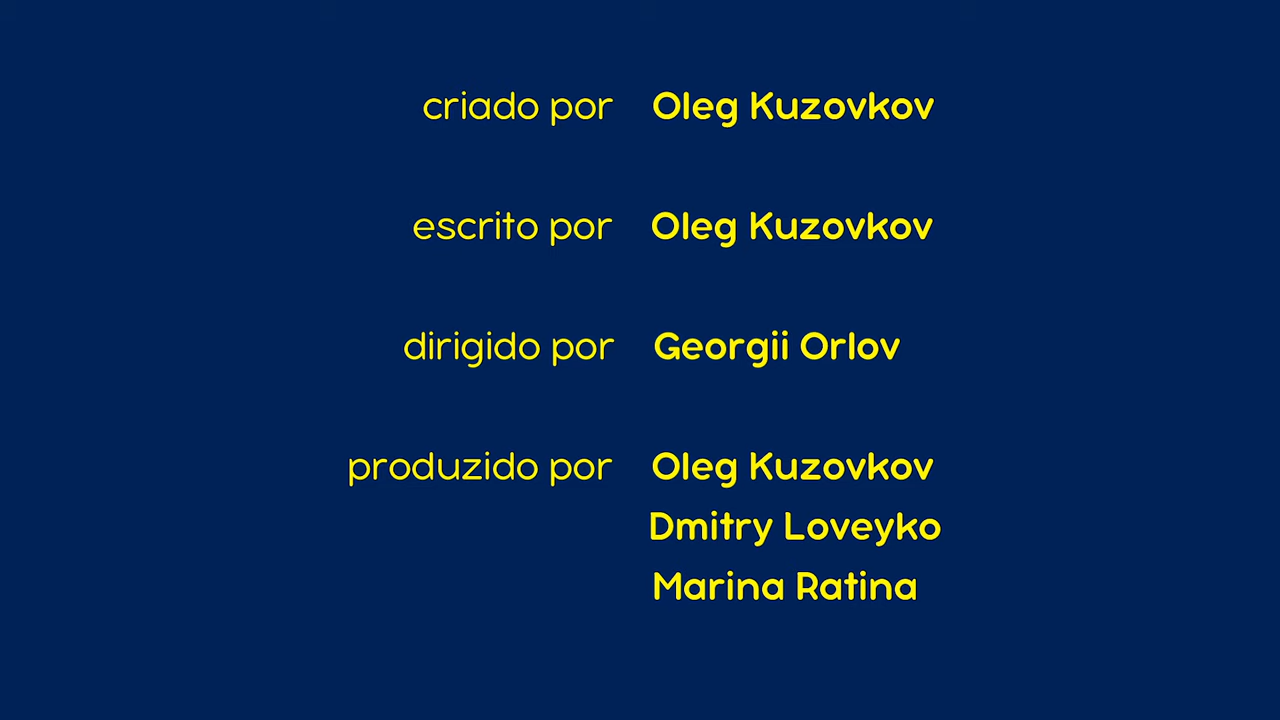 criado por Oleg Kuzovkov
escrito por Oleg Kuzovkov
dirigido por Georgii Orlov
produzido por Oleg Kuzovkov
Dmitry Loveyko
Marina Ratina